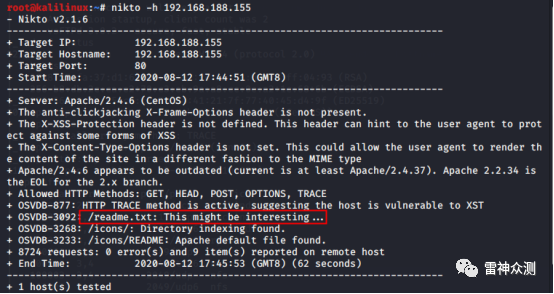 root@kalilinux:~# nikto -h 192.168.188.155
- Nikto v2.1.6
---------------------------------------------------------------------------
+ Target IP:          192.168.188.155
+ Target Hostname:    192.168.188.155
+ Target Port:        80
+ Start Time:         2020-08-12 17:44:51 (GMT8)
---------------------------------------------------------------------------
+ Server: Apache/2.4.6 (CentOS)
+ The anti-clickjacking X-Frame-Options header is not present.
+ The X-XSS-Protection header is not defined. This header can hint to the user agent to prot
ect against some forms of XSS
+ The X-Content-Type-Options header is not set. This could allow the user agent to render th
e content of the site in a different fashion to the MIME type
+ Apache/2.4.6 appears to be outdated (current is at least Apache/2.4.37). Apache 2.2.34 is
the EOL for the 2.x branch.
+ Allowed HTTP Methods: GET, HEAD, POST, OPTIONS, TRACE
+ OSVDB-877: HTTP TRACE method is active, suggesting the host is vulnerable to XST
+ OSVDB-3092: /readme.txt: This might be interesting...
+ OSVDB-3268: /icons/: Directory indexing found.
+ OSVDB-3233: /icons/README: Apache default file found.
+ 8724 requests: 0 error(s) and 9 item(s) reported on remote host
+ End Time:           2020-08-12 17:45:53 (GMT8) (62 seconds)
---------------------------------------------------------------------------
+ 1 host(s) tested
雷神众测